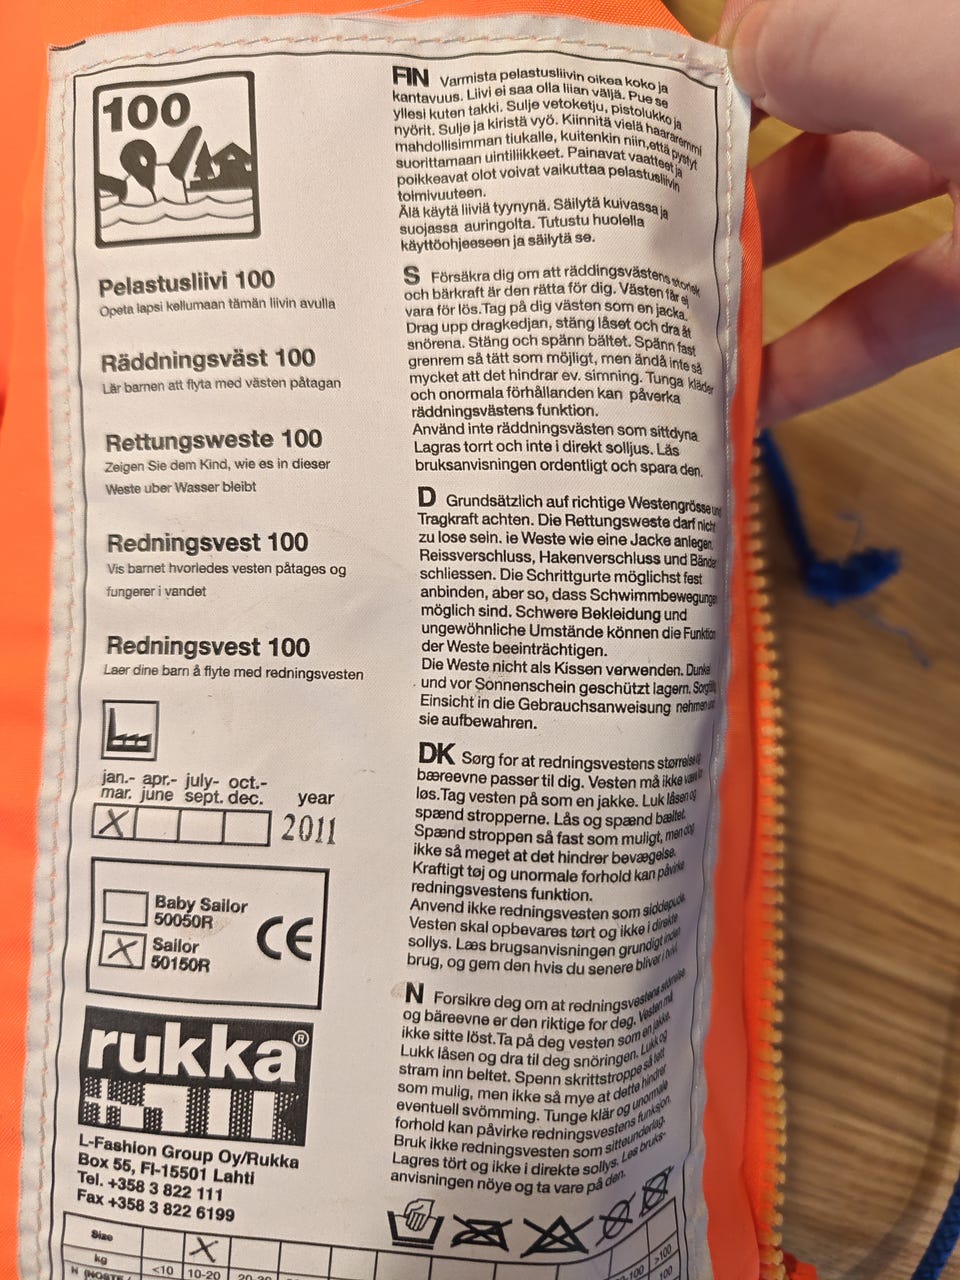 100
Pelastusliivi 100
Opeta lapsi kellumaan tämän liivin avulla
Räddningsväst 100
Lär barnen att flyta med västen påtagan
Rettungsweste 100
Zeigen Sie dem Kind, wie es in dieser
Weste uber Wasser bleibt
Redningsvest 100
Vis barnet hvorledes vesten påtages og
fungerer i vandet
Redningsvest 100
Laer dine barn å flyte med redningsvesten
jan.- apr.- july- oct.-
mar. june sept. dec. year
X 2011
Baby Sailor
50050R
X Sailor
50150R
CE
rukka®
L-Fashion Group Oy/Rukka
Box 55, FI-15501 Lahti
Tel. +358 3 822 111
Fax +358 3 822 6199
FIN Varmista pelastusliivin oikea koko ja
kantavuus. Liivi ei saa olla liian väljä. Pue se
yllesi kuten takki. Sulje vetoketju, pistolukko ja
nyörit. Sulje ja kiristä vyö. Kiinnitä vielä haararemmi
mahdollisimman tiukalle, kuitenkin niin,että pystyt
suorittamaan uintiliikkeet. Painavat vaatteet ja
poikkeavat olot voivat vaikuttaa pelastusliivin
toimivuuteen.
Älä käytä liiviä tyynynä. Säilytä kuivassa ja
suojassa auringolta. Tutustu huolella
käyttöohjeeseen ja säilytä se.
S Försäkra dig om att räddingsvästens storlek
och bärkraft är den rätta för dig. Västen får ej
vara för lös.Tag på dig västen som en jacka.
Drag upp dragkedjan, stäng låset och dra åt
snörena. Stäng och spänn bältet. Spänn fast
grenrem så tätt som möjligt, men ändå inte så
mycket att det hindrar ev. simning. Tunga kläder
och onormala förhållanden kan påverka
räddningsvästens funktion.
Använd inte räddningsvästen som sittdyna.
Lagras torrt och inte i direkt solljus. Läs
bruksanvisningen ordentligt och spara den.
D Grundsätzlich auf richtige Westengrösse und
Tragkraft achten. Die Rettungsweste darf nicht
zu lose sein. ie Weste wie eine Jacke anlegen.
Reissverschluss, Hakenverschluss und Bänder
schliessen. Die Schrittgurte möglichst fest
anbinden, aber so, dass Schwimmbewegungen
möglich sind. Schwere Bekleidung und
ungewöhnliche Umstände können die Funktion
der Weste beeinträchtigen.
Die Weste nicht als Kissen verwenden. Dunkel
und vor Sonnenschein geschützt lagern. Sorgfältig
Einsicht in die Gebrauchsanweisung nehmen und
sie aufbewahren.
DK Sørg for at redningsvestens størrelse og
bæreevne passer til dig. Vesten må ikke være
løs.Tag vesten på som en jakke. Luk låsen og
spænd stropperne. Lås og spænd bæltet.
Spænd stroppen så fast som muligt, men dog
ikke så meget at det hindrer bevægelse.
Kraftigt tøj og unormale forhold kan påvirke
redningsvestens funktion.
Anvend ikke redningsvesten som siddepude.
Vesten skal opbevares tørt og ikke i direkte
sollys. Læs brugsanvisningen grundigt inden
brug, og gem den hvis du senere bliver i tvivl.
N Forsikre deg om at redningsvestens störrelse
og bäreevne er den riktige for deg. Vesten må
ikke sitte löst.Ta på deg vesten som en jakke.
Lukk låsen og dra til deg snöringen. Lukk og
stram inn beltet. Spenn skrittstroppe så tett
som mulig, men ikke så mye at dette hindrer
eventuell svömming. Tunge klär og unormale
forhold kan påvirke redningsvestens funksjon.
Bruk ikke redningsvesten som sitteunderlag.
Lagres tört og ikke i direkte sollys. Les bruks-
anvisningen nöye og ta vare på den.
Size X
kg <10 10-20 >100
N (NOSTE/ 100